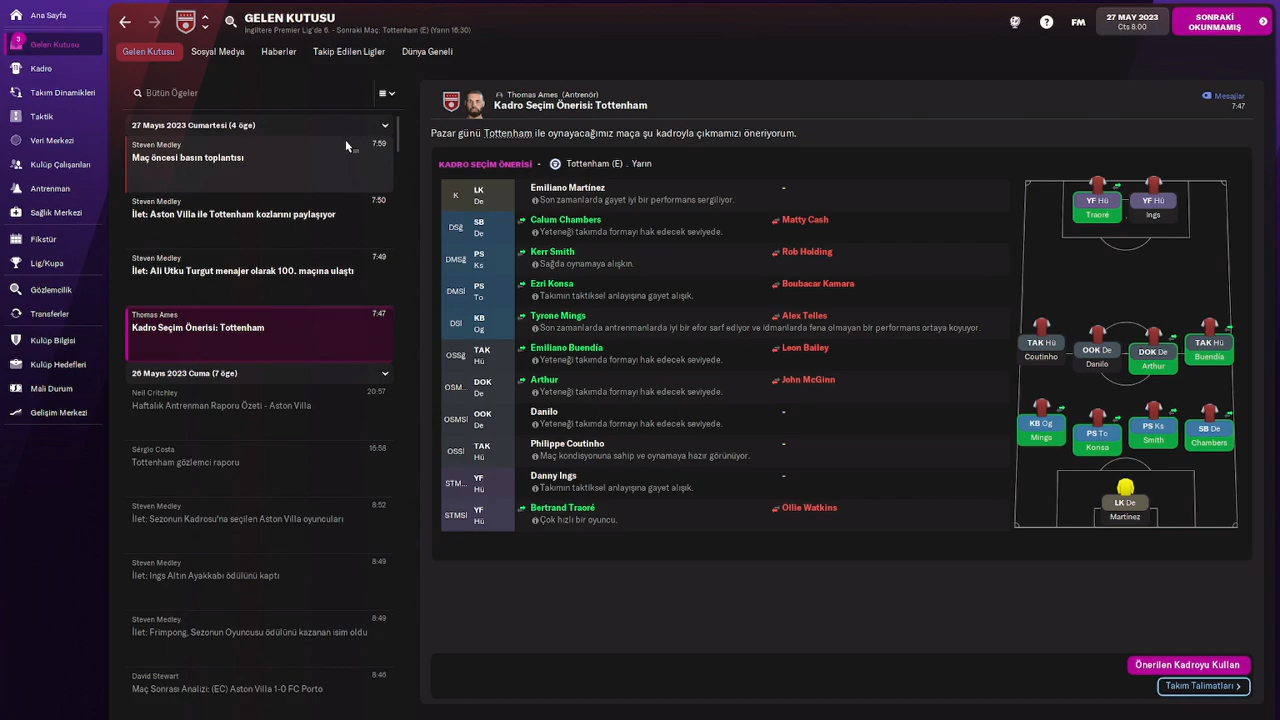 Ana Sayfa
3
Gelen Kutusu
Kadro
Takım Dinamikleri
Taktik
Veri Merkezi
Kulüp Çalışanları
Antrenman
Sağlık Merkezi
Fikstür
Lig/Kupa
Gözlemcilik
Transferler
Kulüp Bilgisi
Kulüp Hedefleri
Mali Durum
Gelişim Merkezi
GELEN KUTUSU
İngiltere Premier Lig'de 6. - Sonraki Maç: Tottenham (E) (Yarın 16:30)
FM
27 MAY 2023
Cts 8:00
SONRAKİ
OKUNMAMIŞ
Gelen Kutusu
Sosyal Medya
Haberler
Takip Edilen Ligler
Dünya Geneli
Bütün Ögeler
27 Mayıs 2023 Cumartesi (4 öge)
Steven Medley 7:59
Maç öncesi basın toplantısı
Steven Medley 7:50
İlet: Aston Villa ile Tottenham kozlarını paylaşıyor
Steven Medley 7:49
İlet: Ali Utku Turgut menajer olarak 100. maçına ulaştı
Thomas Ames 7:47
Kadro Seçim Önerisi: Tottenham
26 Mayıs 2023 Cuma (7 öge)
Neil Critchley 20:57
Haftalık Antrenman Raporu Özeti - Aston Villa
Sérgio Costa 16:58
Tottenham gözlemci raporu
Steven Medley 8:52
İlet: Sezonun Kadrosu'na seçilen Aston Villa oyuncuları
Steven Medley 8:49
İlet: Ings Altın Ayakkabı ödülünü kaptı
Steven Medley 8:49
İlet: Frimpong, Sezonun Oyuncusu ödülünü kazanan isim oldu
David Stewart 8:46
Maç Sonrası Analizi: (EC) Aston Villa 1-0 FC Porto
Thomas Ames (Antrenör)
Kadro Seçim Önerisi: Tottenham
Mesajlar
7:47
Pazar günü Tottenham ile oynayacağımız maça şu kadroyla çıkmamızı öneriyorum.
KADRO SEÇİM ÖNERİSİ - Tottenham (E) . Yarın
K LK De Emiliano Martínez -
Son zamanlarda gayet iyi bir performans sergiliyor.
DSğ SB De Calum Chambers Matty Cash
Yeteneği takımda formayı hak edecek seviyede.
DMSğ PS Ks Kerr Smith Rob Holding
Sağda oynamaya alışkın.
DMSl PS To Ezri Konsa Boubacar Kamara
Takımın taktiksel anlayışına gayet alışık.
DSl KB Og Tyrone Mings Alex Telles
Son zamanlarda antrenmanlarda iyi bir efor sarf ediyor ve idmanlarda fena olmayan bir performans ortaya koyuyor.
OSSğ TAK Hü Emiliano Buendía Leon Bailey
Yeteneği takımda formayı hak edecek seviyede.
OSM... DOK De Arthur John McGinn
Yeteneği takımda formayı hak edecek seviyede.
OSMSl OOK De Danilo -
Yeteneği takımda formayı hak edecek seviyede.
OSSl TAK Hü Philippe Coutinho -
Maç kondisyonuna sahip ve oynamaya hazır görünüyor.
STM... YF Hü Danny Ings -
Takımın taktiksel anlayışına gayet alışık.
STMSl YF Hü Bertrand Traoré Ollie Watkins
Çok hızlı bir oyuncu.
YF Hü YF Hü
Traoré Ings
TAK Hü OOK De DOK De TAK Hü
Coutinho Danilo Arthur Buendía
KB Og PS To PS Ks SB De
Mings Konsa Smith Chambers
LK De
Martínez
Önerilen Kadroyu Kullan
Takım Talimatları